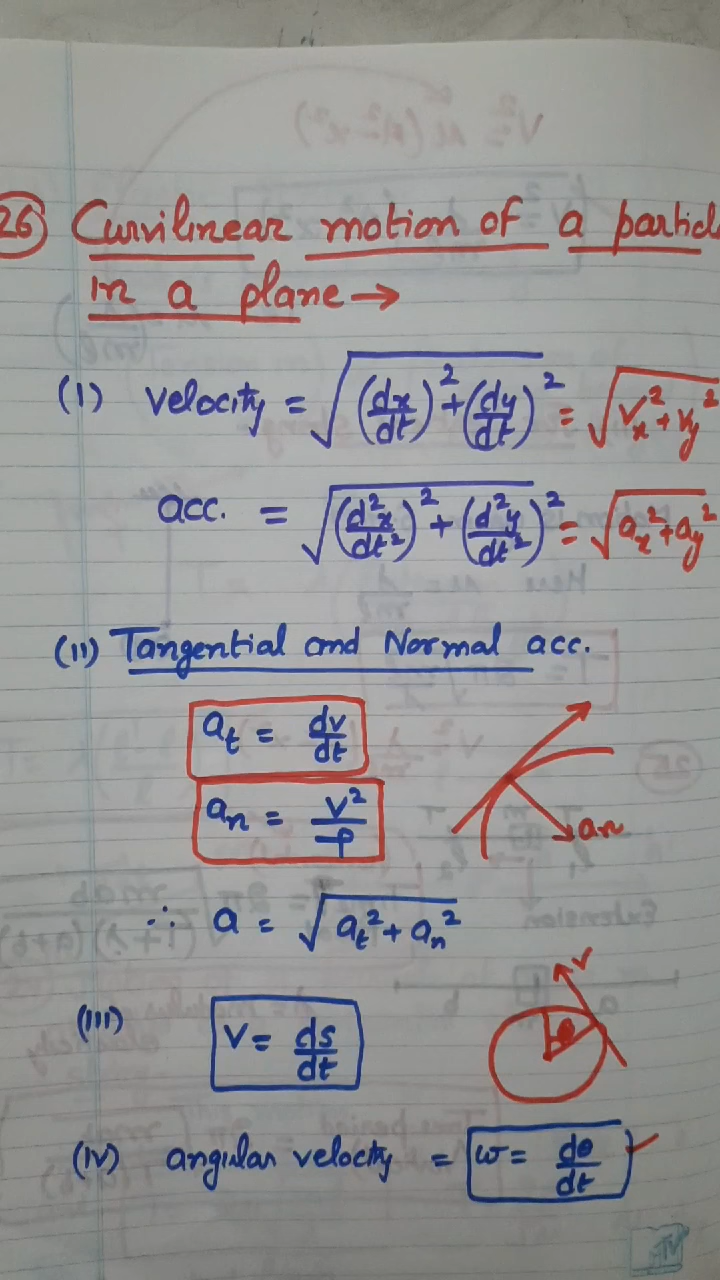 26 Curvilinear motion of a particle
in a plane →
(i) velocity = √((dx/dt)² + (dy/dt)²) = √(vx² + vy²)
acc. = √((d²x/dt²)² + (d²y/dt²)²) = √(ax² + ay²)
(ii) Tangential and Normal acc.
at = dv/dt
an = v²/ρ
an
∴ a = √(at² + an²)
(iii) v = ds/dt
v
θ
(iv) angular velocity = ω = dθ/dt